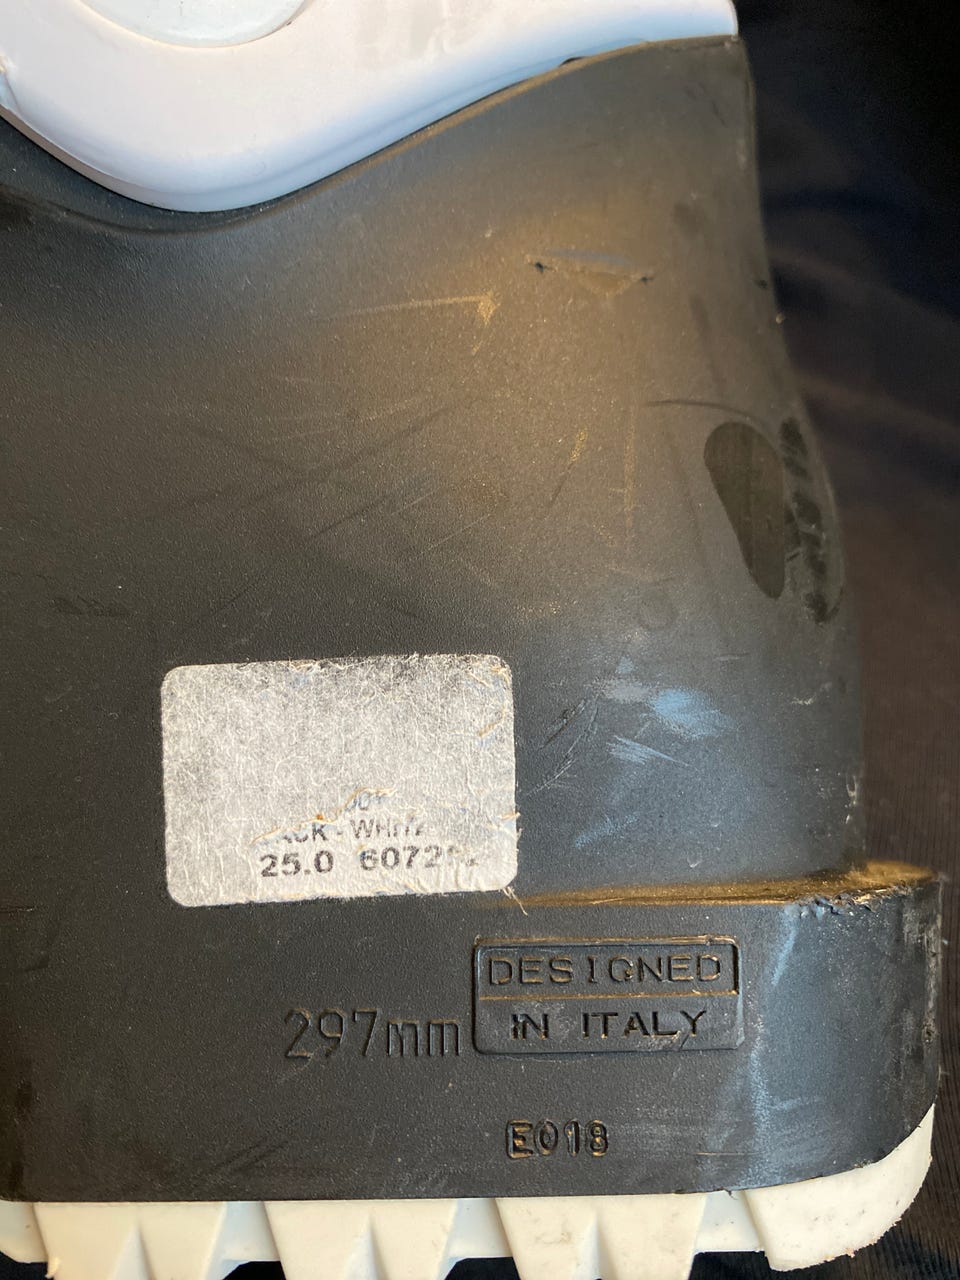 25.0
DESIGNED
297mm IN ITALY
E018